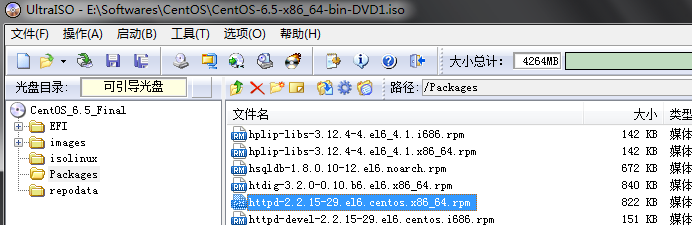 UltraISO - E:\Softwares\CentOS\CentOS-6.5-x86_64-bin-DVD1.iso
文件(F) 操作(A) 启动(B) 工具(T) 选项(O) 帮助(H)
大小总计: 4264MB
光盘目录: 可引导光盘 路径: /Packages
CentOS_6.5_Final
EFI
images
isolinux
Packages
repodata
文件名 大小 类型
hplip-libs-3.12.4-4.el6_4.1.i686.rpm 142 KB 媒体
hplip-libs-3.12.4-4.el6_4.1.x86_64.rpm 142 KB 媒体
hsqldb-1.8.0.10-12.el6.noarch.rpm 672 KB 媒体
htdig-3.2.0-0.10.b6.el6.x86_64.rpm 840 KB 媒体
httpd-2.2.15-29.el6.centos.x86_64.rpm 822 KB 媒体
httpd-devel-2.2.15-29.el6.centos.i686.rpm 151 KB 媒体